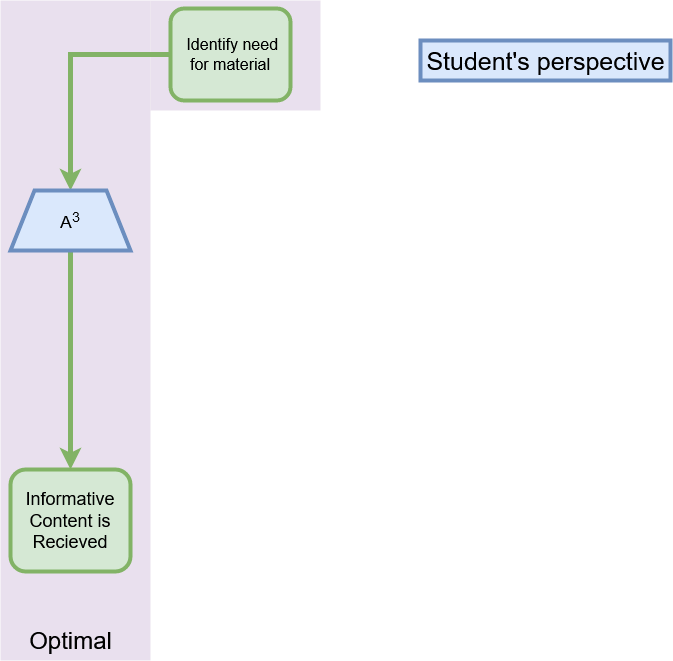 Identify need
for material
Student's perspective
A³
Informative
Content is
Recieved
Optimal